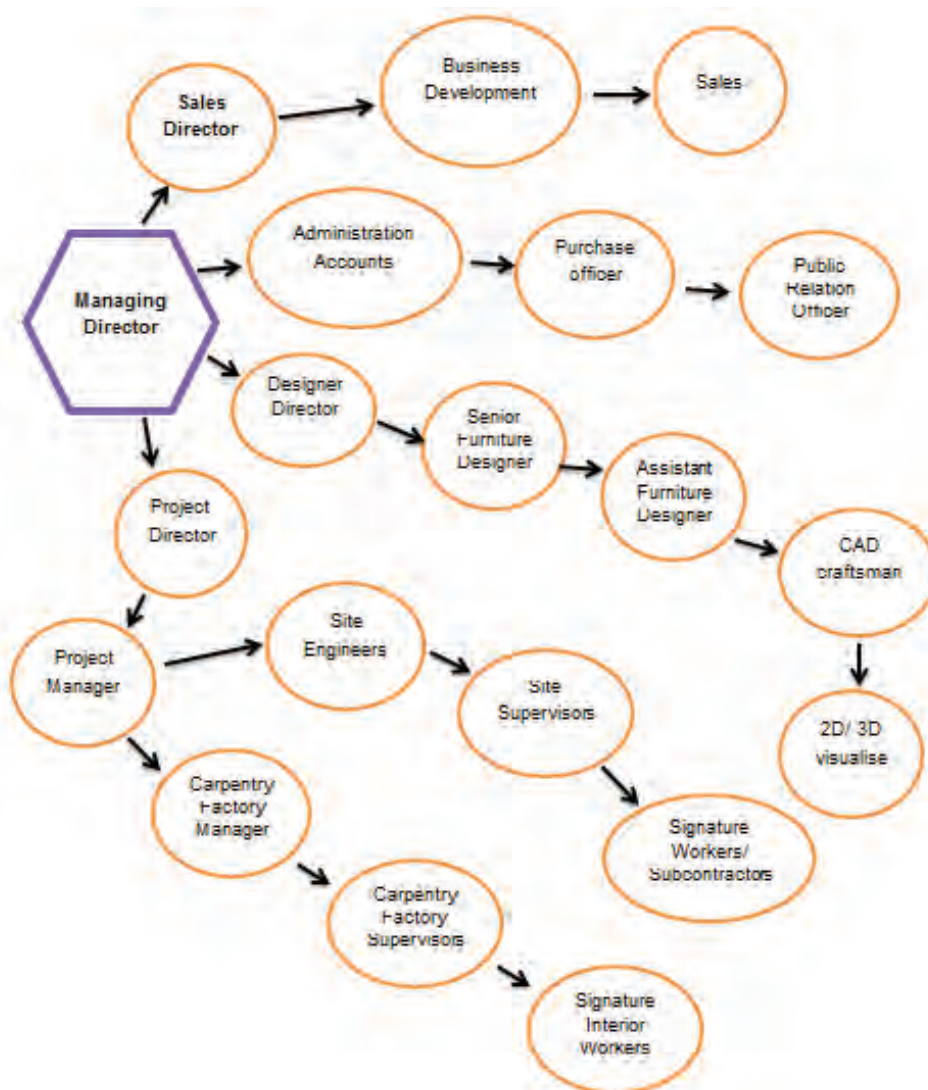 Business
Development
Sales
Sales
Director
Administration
Accounts
Purchase
officer
Public
Relation
Officer
Managing
Director
Designer
Director
Senior
Furniture
Designer
Assistant
Furniture
Designer
CAD
craftsman
Project
Director
Site
Engineers
Project
Manager
Site
Supervisors
2D/ 3D
visualise
Carpentry
Factory
Manager
Signature
Workers/
Subcontractors
Carpentry
Factory
Supervisors
Signature
Interior
Workers